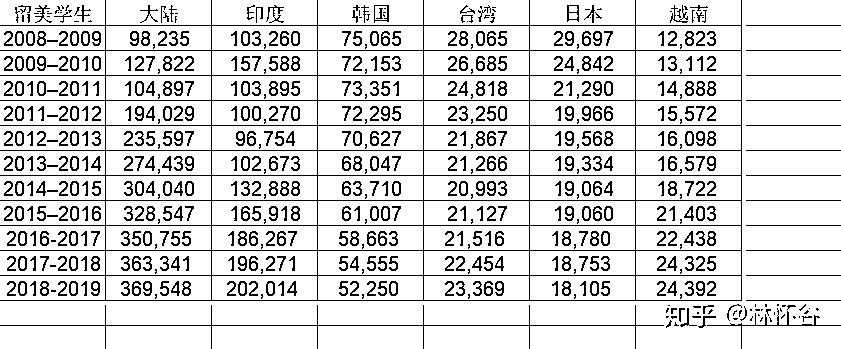 留美学生 大陆 印度 韩国 台湾 日本 越南
2008–2009 98,235 103,260 75,065 28,065 29,697 12,823
2009–2010 127,822 157,588 72,153 26,685 24,842 13,112
2010–2011 104,897 103,895 73,351 24,818 21,290 14,888
2011–2012 194,029 100,270 72,295 23,250 19,966 15,572
2012–2013 235,597 96,754 70,627 21,867 19,568 16,098
2013–2014 274,439 102,673 68,047 21,266 19,334 16,579
2014–2015 304,040 132,888 63,710 20,993 19,064 18,722
2015–2016 328,547 165,918 61,007 21,127 19,060 21,403
2016-2017 350,755 186,267 58,663 21,516 18,780 22,438
2017-2018 363,341 196,271 54,555 22,454 18,753 24,325
2018-2019 369,548 202,014 52,250 23,369 18,105 24,392
知乎 @林怀谷